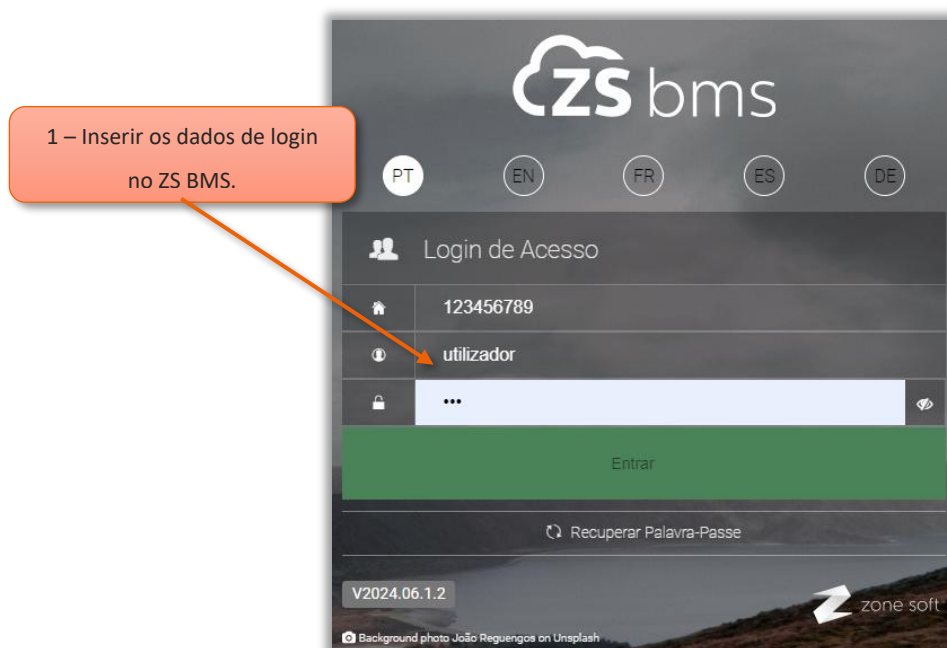 ZS bms
1 – Inserir os dados de login
no ZS BMS.
PT EN FR ES DE
Login de Acesso
123456789
utilizador
•••
Entrar
Recuperar Palavra-Passe
V2024.06.1.2
zone soft
Background photo João Reguengos on Unsplash